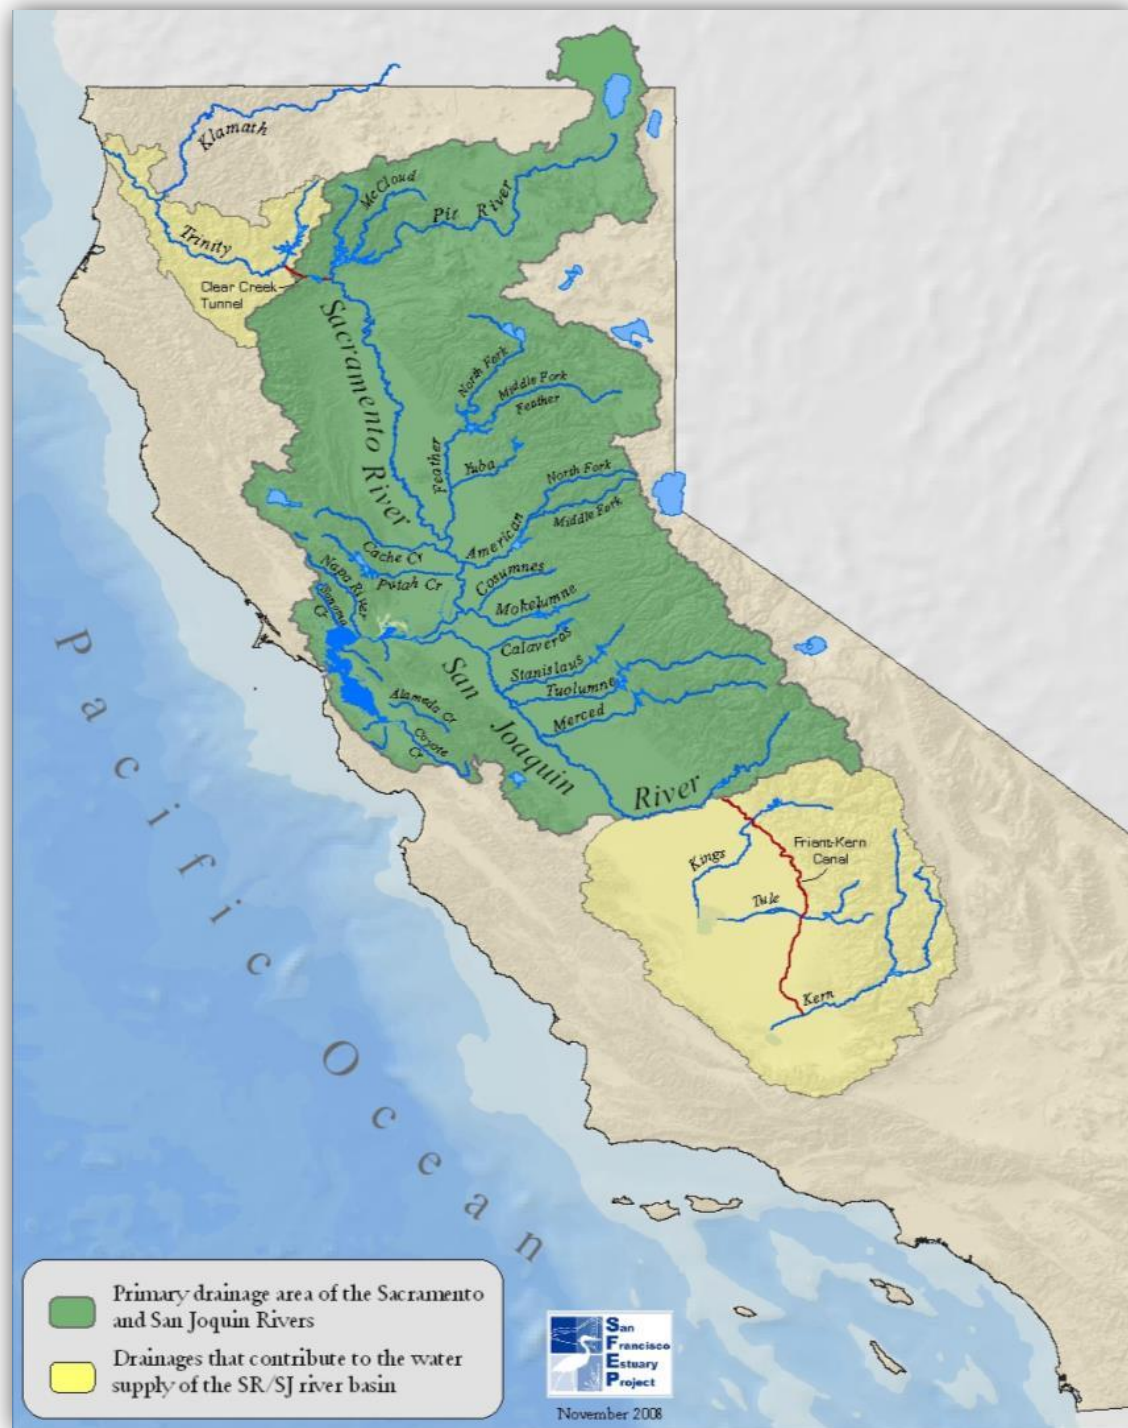 Klamath
McCloud
Pit River
Trinity
Clear Creek
Tunnel
Sacramento River
North Fork
Middle Fork
Feather
Feather
Yuba
North Fork
American
Middle Fork
Cache Cr
Putah Cr
Cosumnes
Napa River
Sonoma
Cr
Mokelumne
Calaveros
Stanislaus
Tuolumne
Merced
Alameda Cr
Coyote
Cr
San Joaquin River
Friant-Kern
Canal
Kings
Tule
Kern
Pacific Ocean
Primary drainage area of the Sacramento
and San Joquin Rivers
Drainages that contribute to the water
supply of the SR/SJ river basin
San
Francisco
Estuary
Project
November 2008